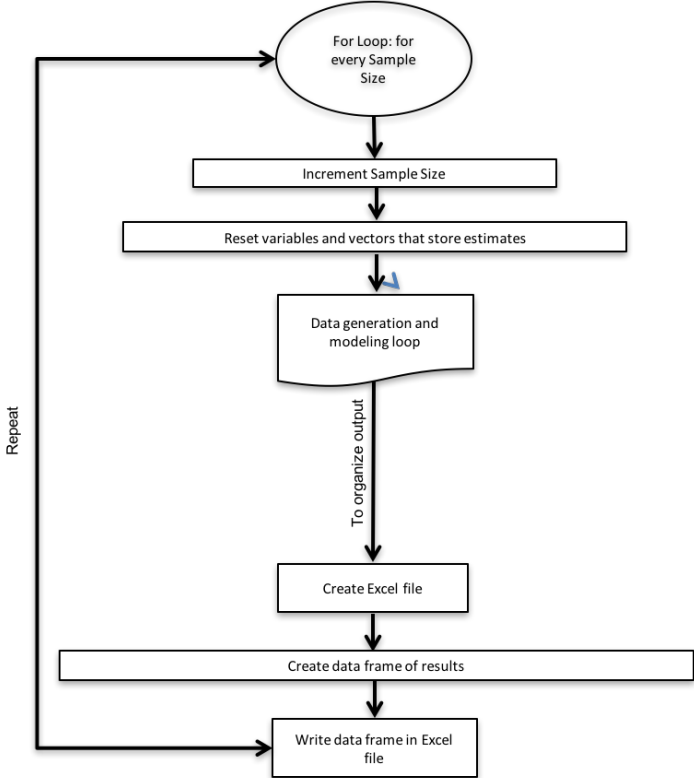 For Loop: for
every Sample
Size
Increment Sample Size
Reset variables and vectors that store estimates
Data generation and
modeling loop
Repeat
To organize output
Create Excel file
Create data frame of results
Write data frame in Excel
file